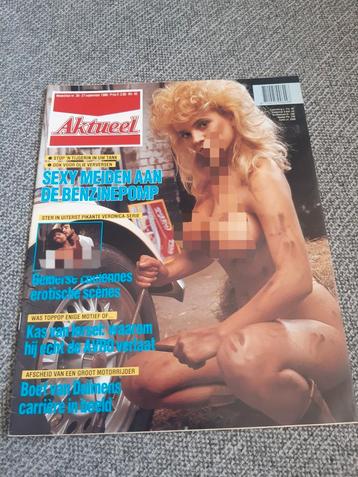 Aktueel
STOP 'N TIJGERIN IN UW TANK
OOK VOOR OLIE VERVERSEN
SEXY MEIDEN AAN
DE BENZINEPOMP
STER IN UITERST PIKANTE VERONICA-SERIE
Gelderse
erotische scènes
WAS TOPPOP ENIGE MOTIEF OF...
Kas van Iersel: waarom
hij echt de AVRO verlaat
AFSCHEID VAN EEN GROOT MOTORRIJDER
Boet van Dulmens
carrière in beeld